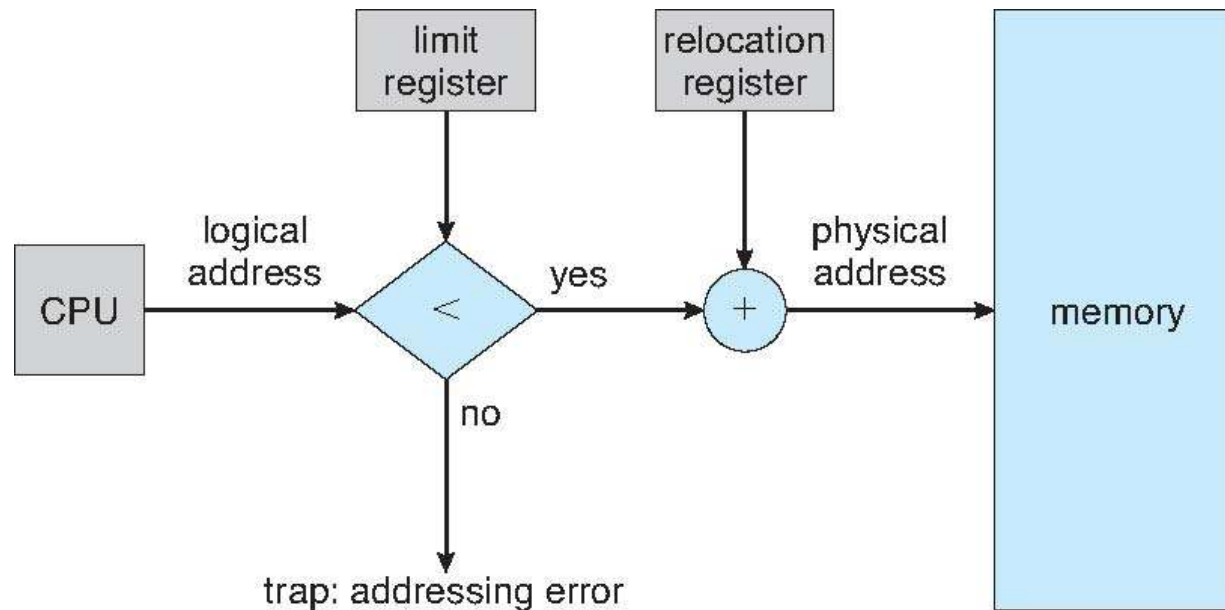 limit
register
relocation
register
logical
address
physical
address
CPU
<
yes
+
memory
no
trap: addressing error